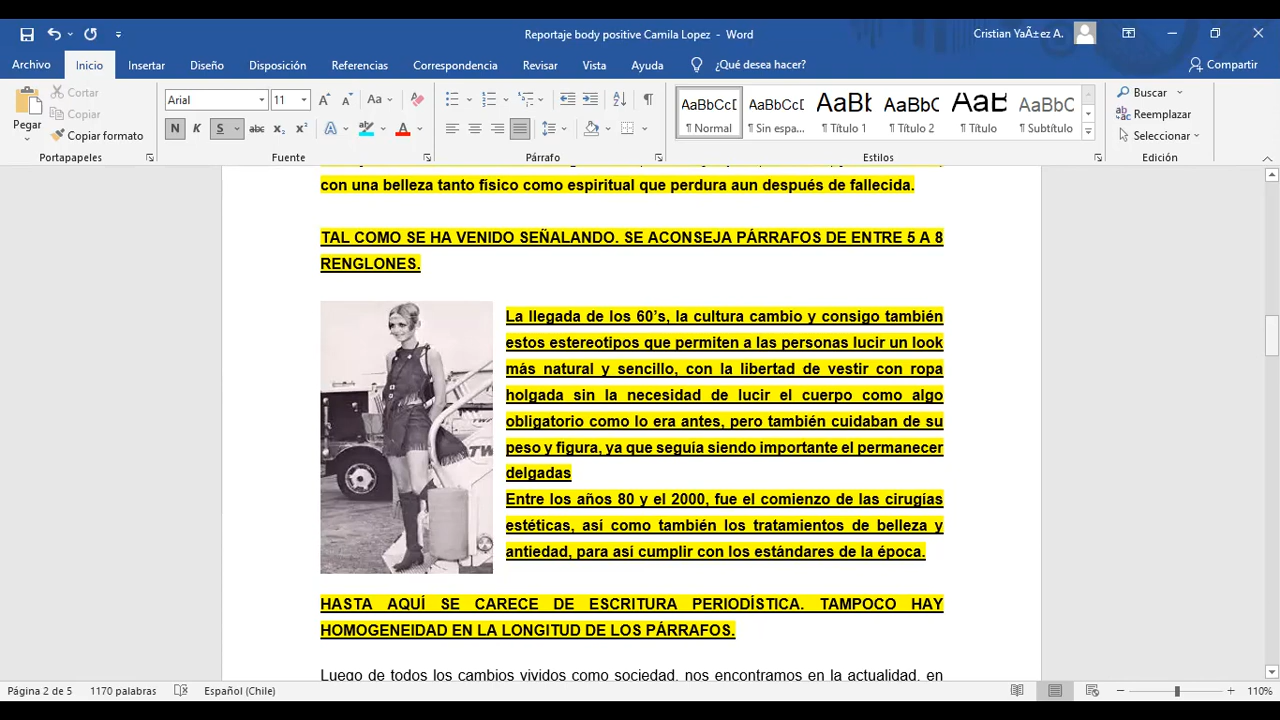 Reportaje body positive Camila Lopez - Word
Cristian YaÃ±ez A.
Archivo Inicio Insertar Diseño Disposición Referencias Correspondencia Revisar Vista Ayuda ¿Qué desea hacer? Compartir
Pegar
Cortar
Copiar
Copiar formato
Portapapeles
Arial 11
Aa
N K S abc x₂ x² A A
Fuente
Párrafo
AaBbCcD AaBbCcD AaBb AaBbC AaB AaBbCcD
¶ Normal ¶ Sin espa... ¶ Título 1 ¶ Título 2 ¶ Título ¶ Subtítulo
Estilos
Buscar
Reemplazar
Seleccionar
Edición
con una belleza tanto físico como espiritual que perdura aun después de fallecida.
TAL COMO SE HA VENIDO SEÑALANDO. SE ACONSEJA PÁRRAFOS DE ENTRE 5 A 8
RENGLONES.
La llegada de los 60’s, la cultura cambio y consigo también
estos estereotipos que permiten a las personas lucir un look
más natural y sencillo, con la libertad de vestir con ropa
holgada sin la necesidad de lucir el cuerpo como algo
obligatorio como lo era antes, pero también cuidaban de su
peso y figura, ya que seguía siendo importante el permanecer
delgadas
Entre los años 80 y el 2000, fue el comienzo de las cirugías
estéticas, así como también los tratamientos de belleza y
antiedad, para así cumplir con los estándares de la época.
TW
HASTA AQUÍ SE CARECE DE ESCRITURA PERIODÍSTICA. TAMPOCO HAY
HOMOGENEIDAD EN LA LONGITUD DE LOS PÁRRAFOS.
Luego de todos los cambios vividos como sociedad, nos encontramos en la actualidad, en
Página 2 de 5 1170 palabras Español (Chile) 110%